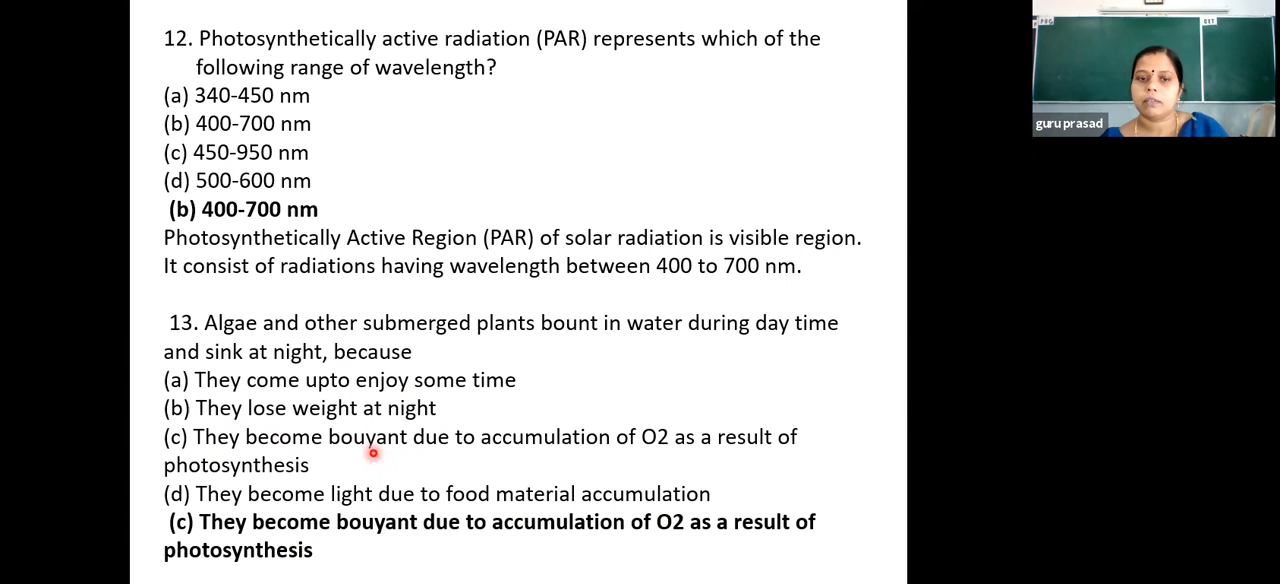 12. Photosynthetically active radiation (PAR) represents which of the
following range of wavelength?
(a) 340-450 nm
(b) 400-700 nm
(c) 450-950 nm
(d) 500-600 nm
(b) 400-700 nm
Photosynthetically Active Region (PAR) of solar radiation is visible region.
It consist of radiations having wavelength between 400 to 700 nm.
13. Algae and other submerged plants bount in water during day time
and sink at night, because
(a) They come upto enjoy some time
(b) They lose weight at night
(c) They become bouyant due to accumulation of O2 as a result of
photosynthesis
(d) They become light due to food material accumulation
(c) They become bouyant due to accumulation of O2 as a result of
photosynthesis
guru prasad